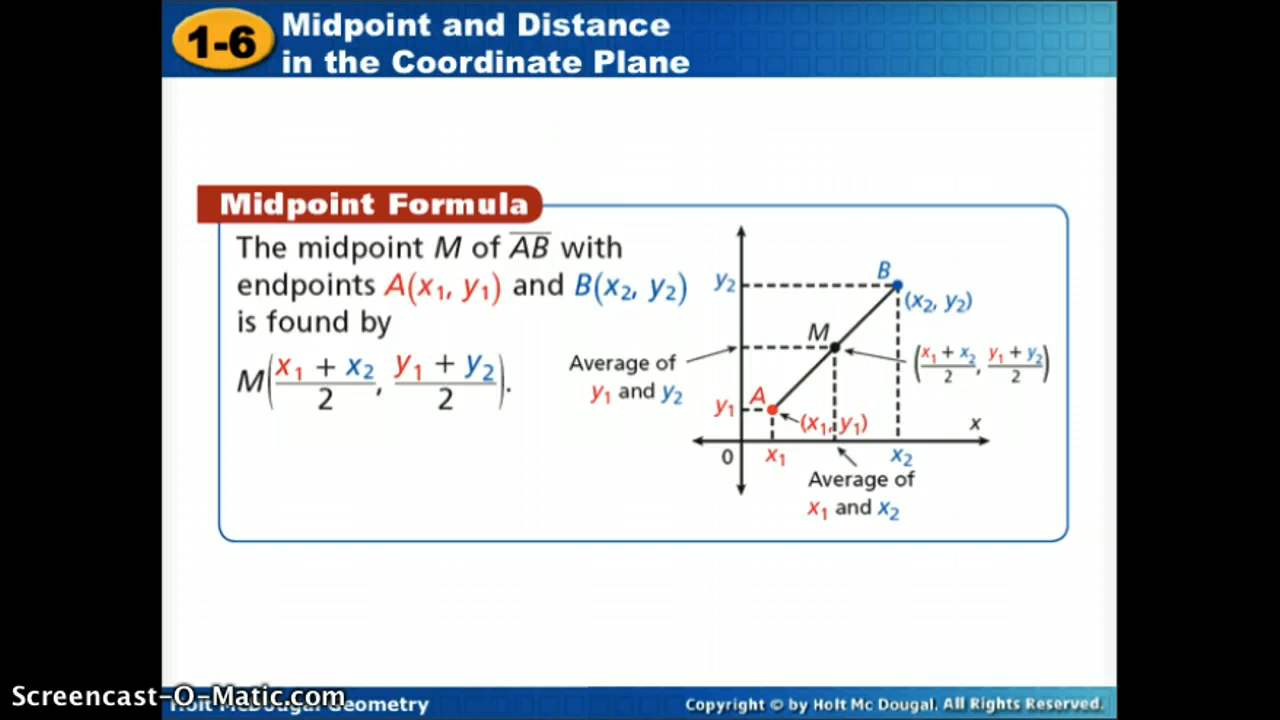 1-6
Midpoint and Distance
in the Coordinate Plane
Midpoint Formula
The midpoint M of AB with
endpoints A(x₁, y₁) and B(x₂, y₂)
is found by
M((x₁ + x₂)/2, (y₁ + y₂)/2).
B
y₂
(x₂, y₂)
M
((x₁ + x₂)/2, (y₁ + y₂)/2)
Average of
y₁ and y₂
A
y₁
(x₁, y₁)
x
0
x₁
x₂
Average of
x₁ and x₂
Screencast-O-Matic.com
Holt McDougal Geometry
Copyright © by Holt Mc Dougal. All Rights Reserved.